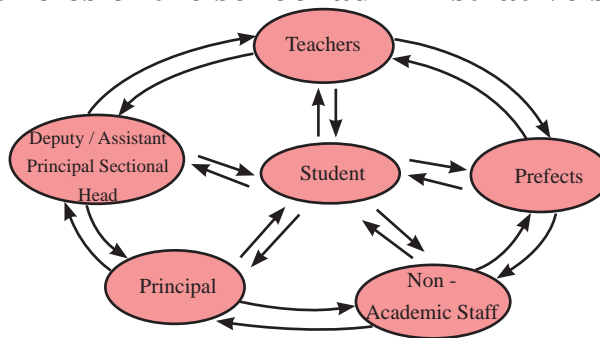 Teachers
Deputy / Assistant
Principal Sectional
Head
Student
Prefects
Principal
Non -
Academic Staff